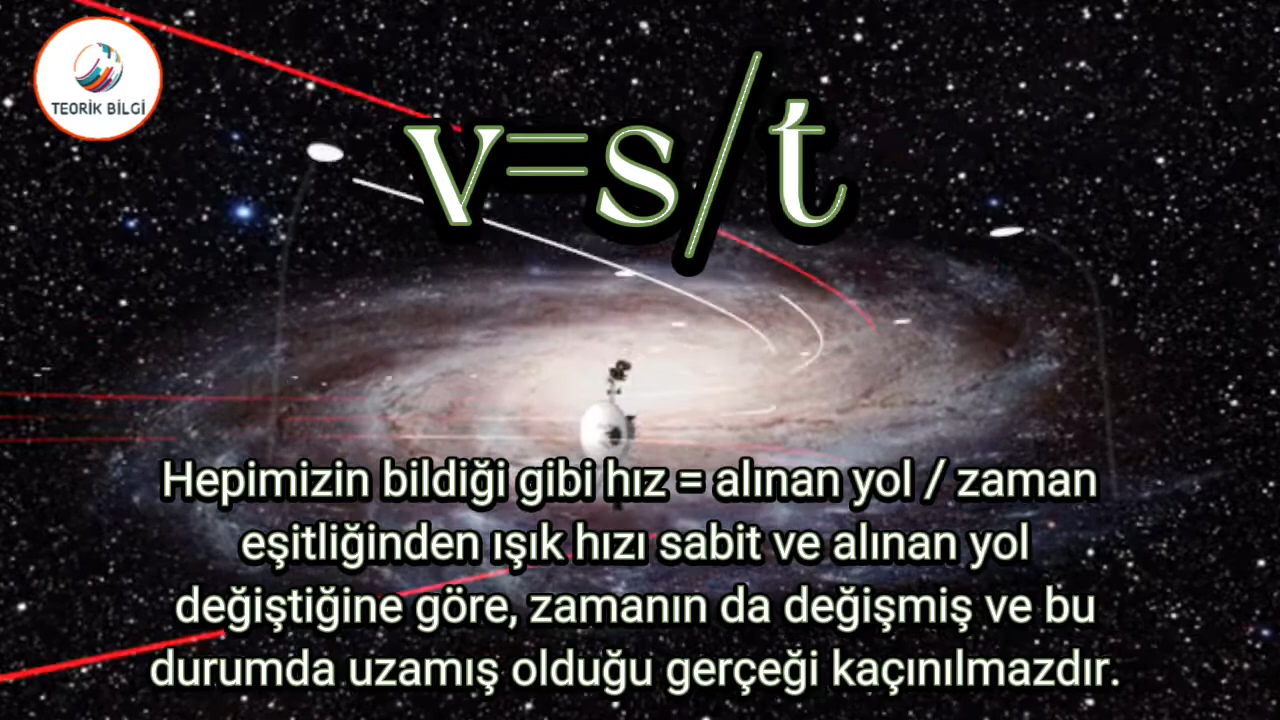 TEORİK BİLGİ
v=s/t
Hepimizin bildiği gibi hız = alınan yol / zaman
eşitliğinden ışık hızı sabit ve alınan yol
değiştiğine göre, zamanın da değişmiş ve bu
durumda uzamış olduğu gerçeği kaçınılmazdır.